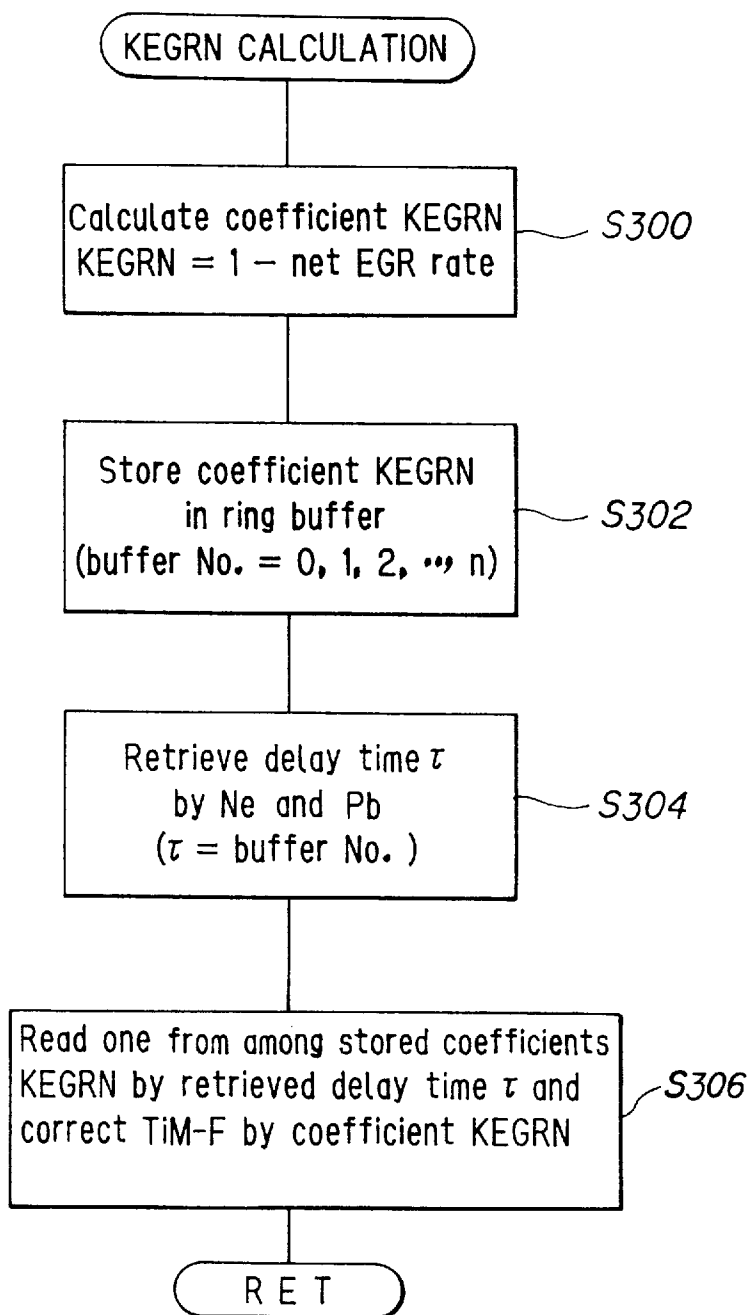 KEGRN CALCULATION
Calculate coefficient KEGRN
KEGRN = 1 − net EGR rate
S300
Store coefficient KEGRN
in ring buffer
(buffer No. = 0, 1, 2, ..., n)
S302
Retrieve delay time τ
by Ne and Pb
(τ = buffer No. )
S304
Read one from among stored coefficients
KEGRN by retrieved delay time τ and
correct TiM-F by coefficient KEGRN
S306
R E T